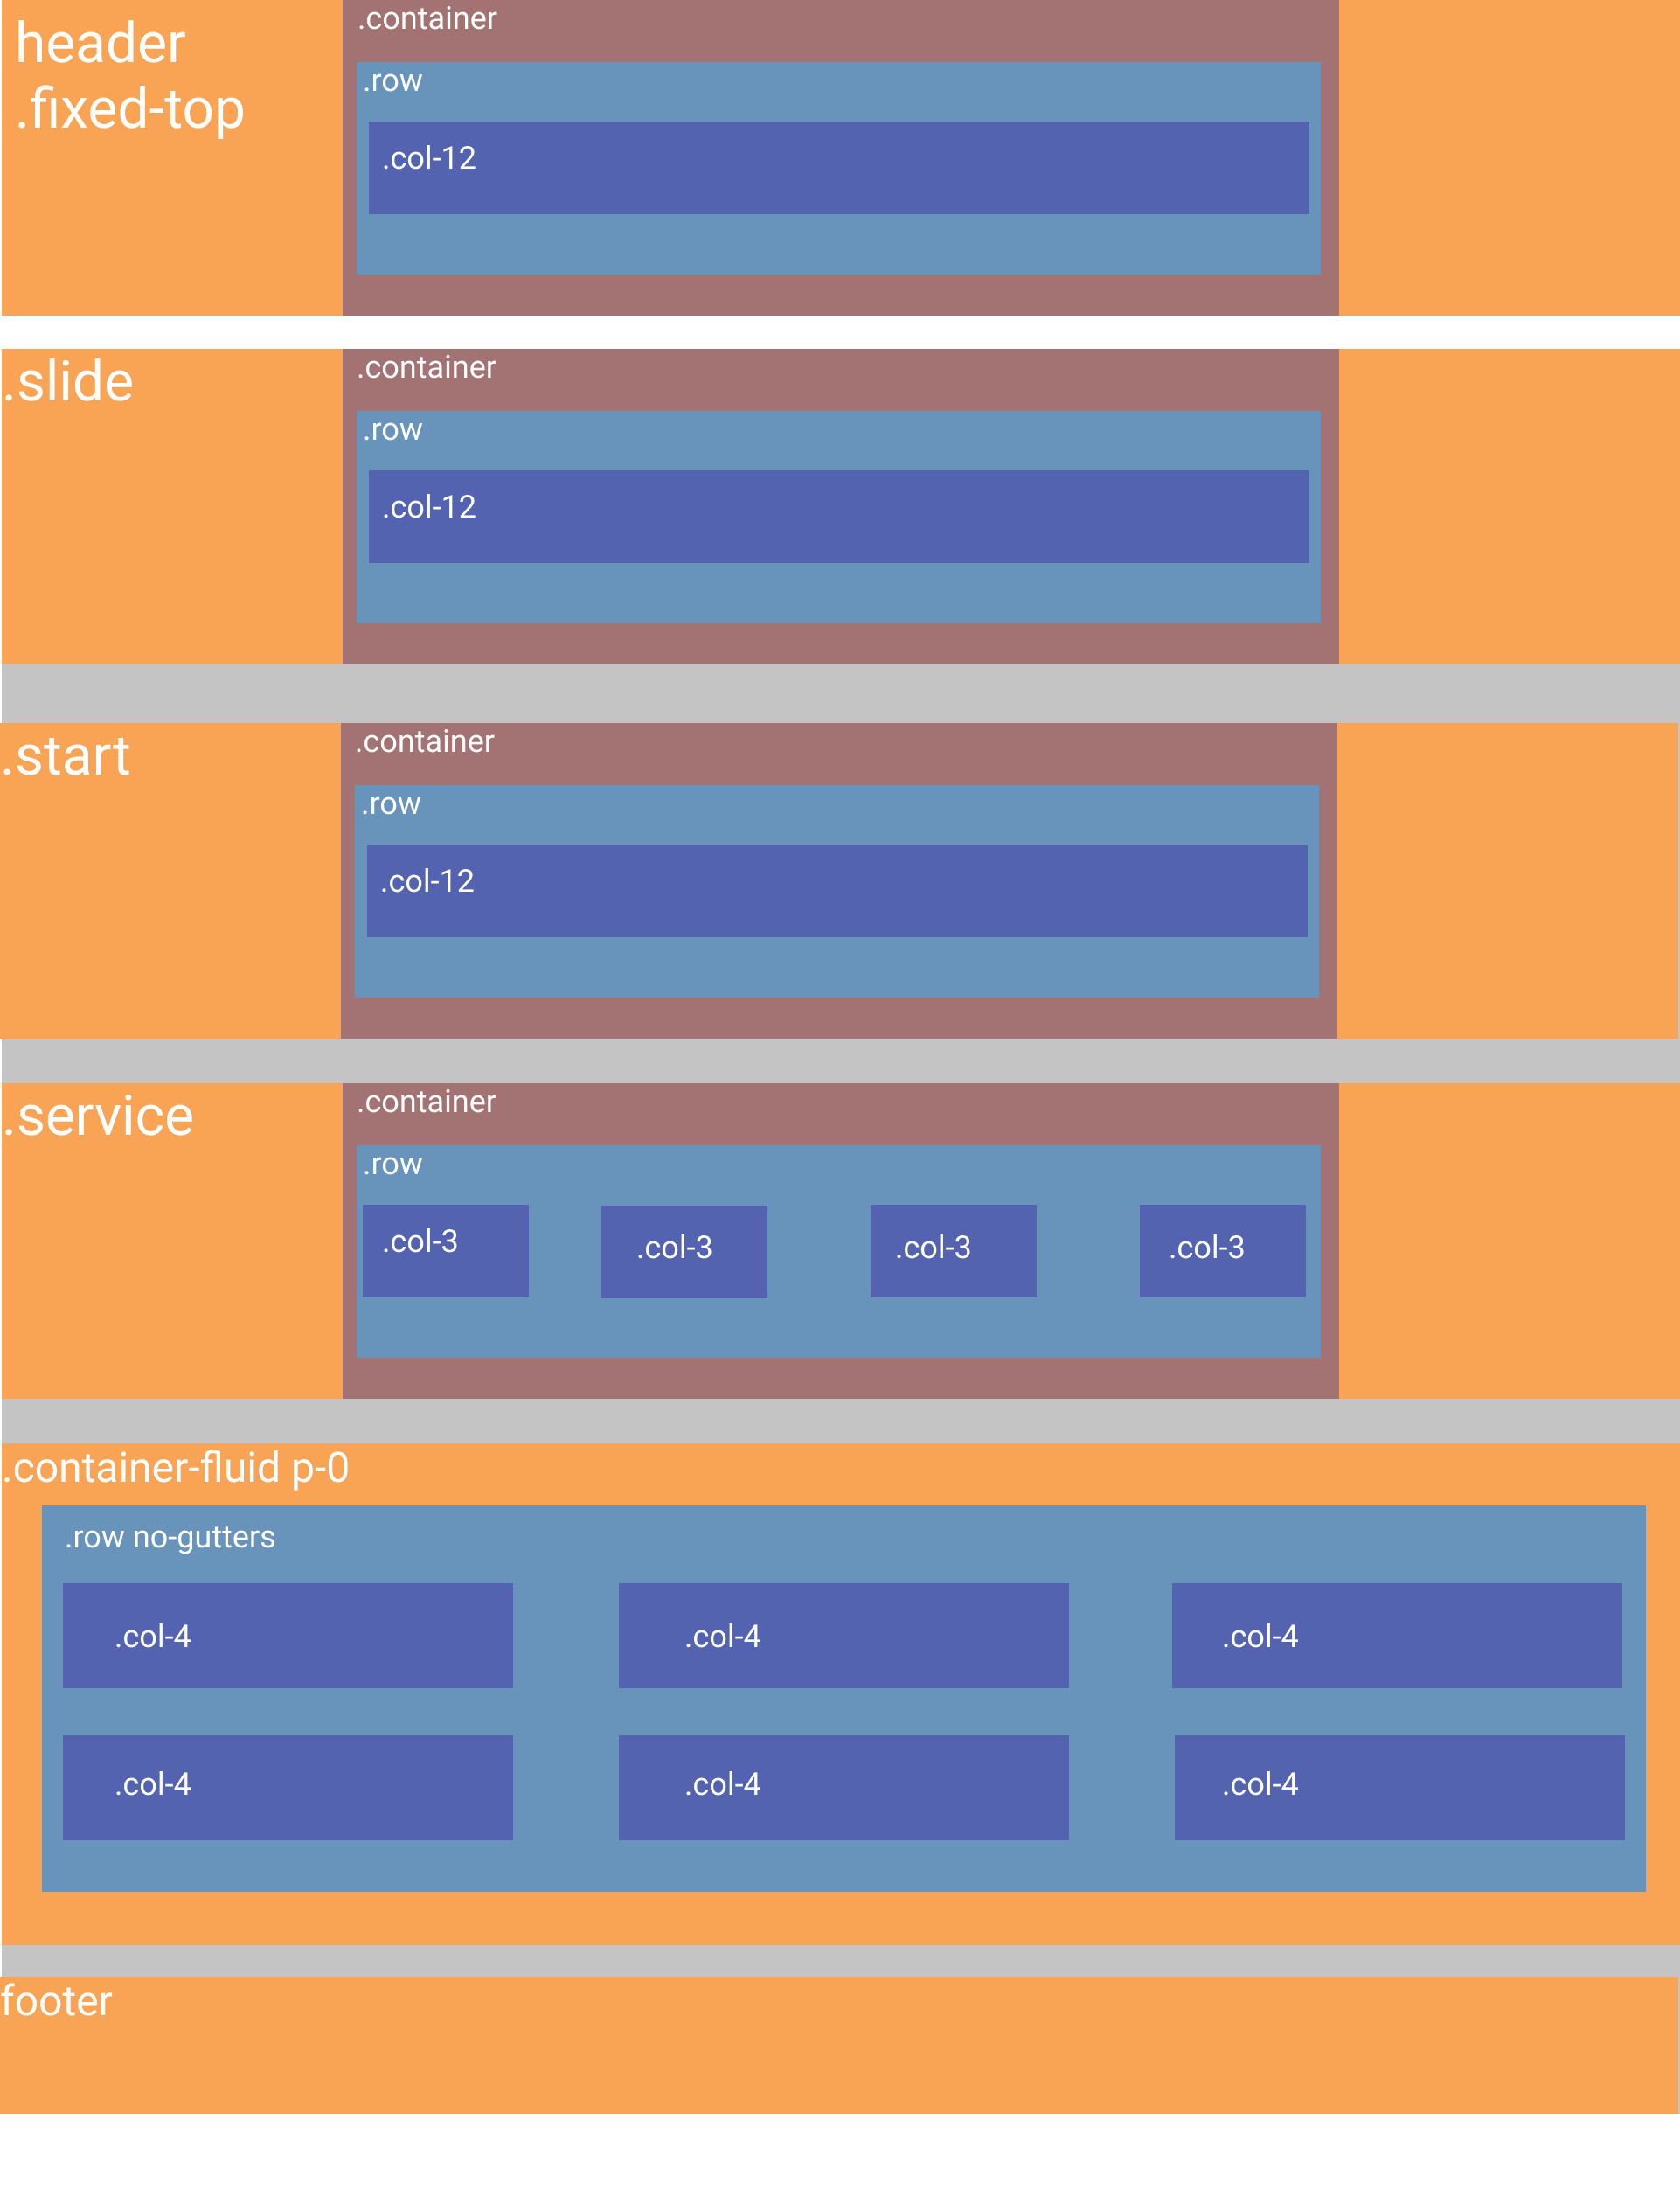 header
.fixed-top
.container
.row
.col-12
.slide
.container
.row
.col-12
.start
.container
.row
.col-12
.service
.container
.row
.col-3
.col-3
.col-3
.col-3
.container-fluid p-0
.row no-gutters
.col-4
.col-4
.col-4
.col-4
.col-4
.col-4
footer